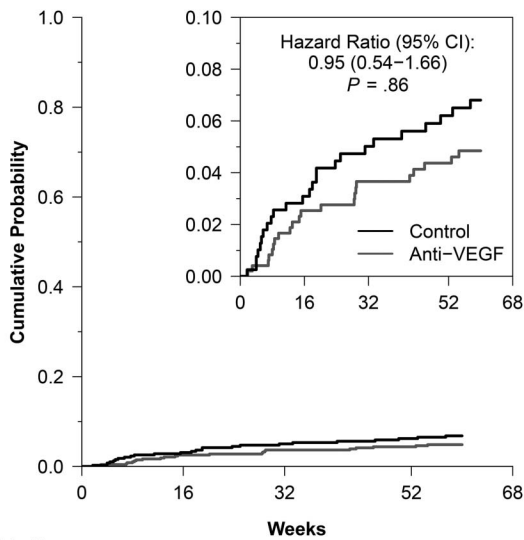 1.0
0.8
0.6
0.4
0.2
0.0
Cumulative Probability
0 16 32 52 68
Weeks
0.10
0.08
0.06
0.04
0.02
0.00
Hazard Ratio (95% CI):
0.95 (0.54−1.66)
P = .86
Control
Anti−VEGF
0 16 32 52 68